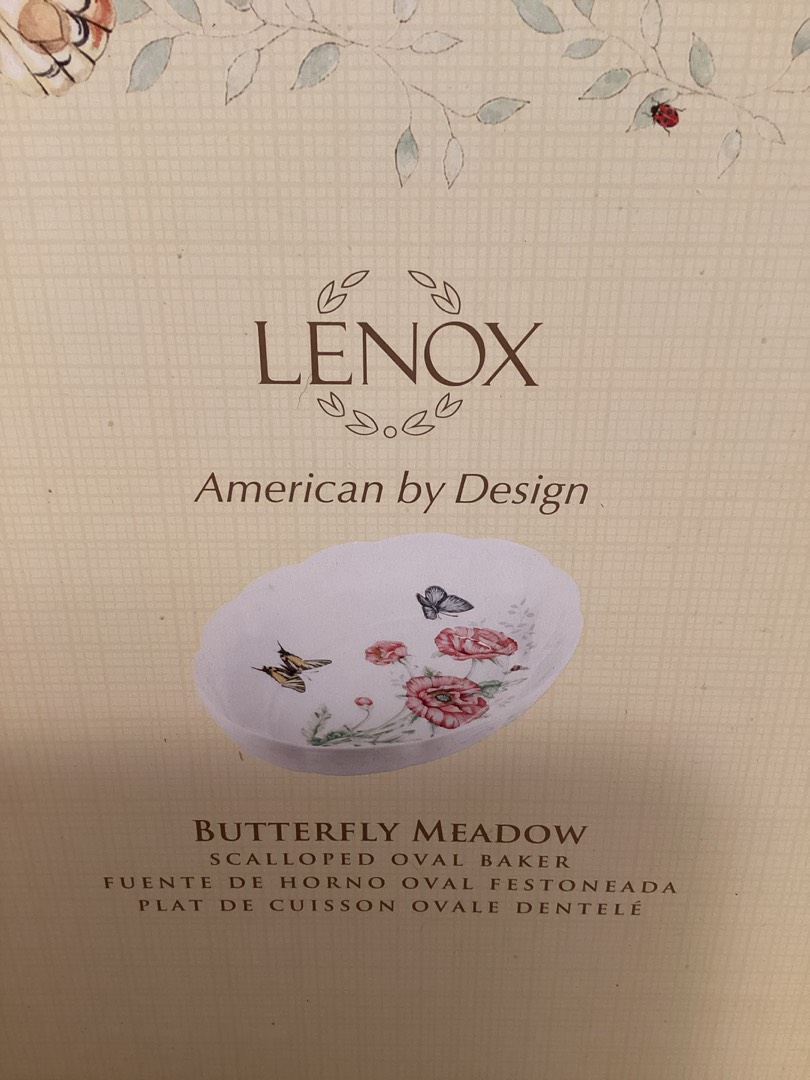 LENOX
American by Design
BUTTERFLY MEADOW
SCALLOPED OVAL BAKER
FUENTE DE HORNO OVAL FESTONEADA
PLAT DE CUISSON OVALE DENTELÉ